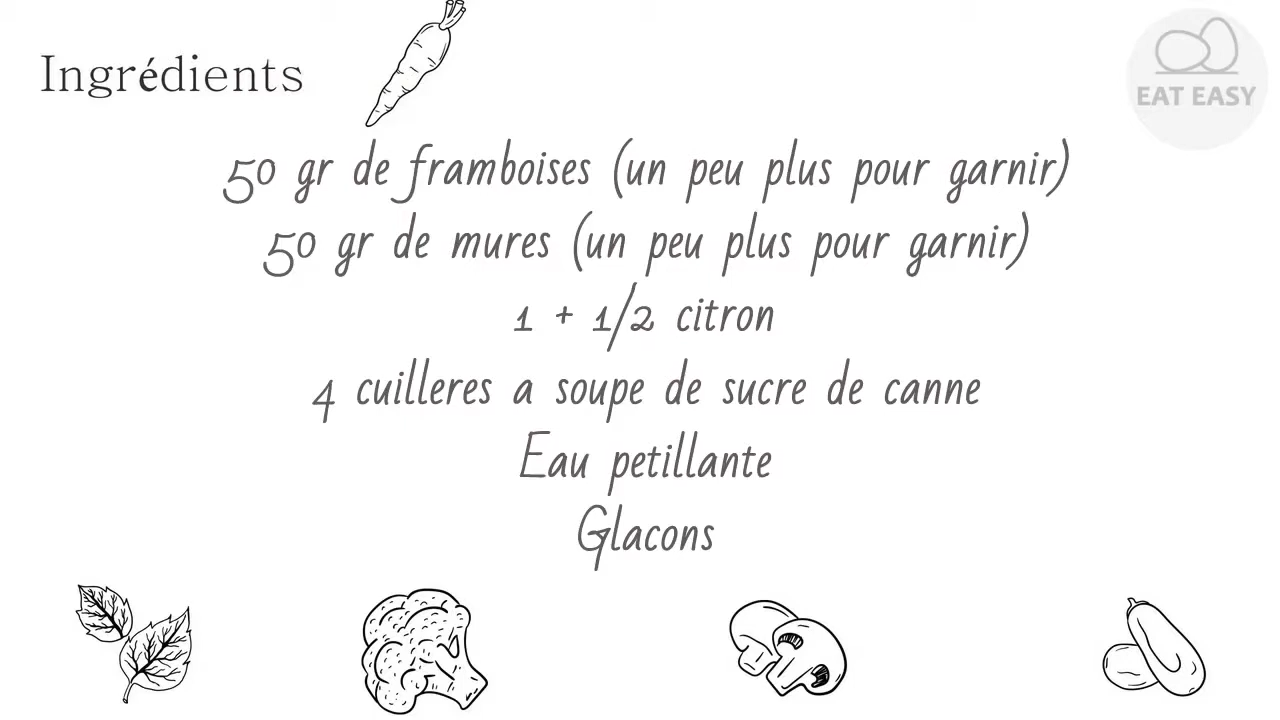 Ingrédients
EAT EASY
50 gr de framboises (un peu plus pour garnir)
50 gr de mures (un peu plus pour garnir)
1 + 1/2 citron
4 cuilleres a soupe de sucre de canne
Eau petillante
Glacons